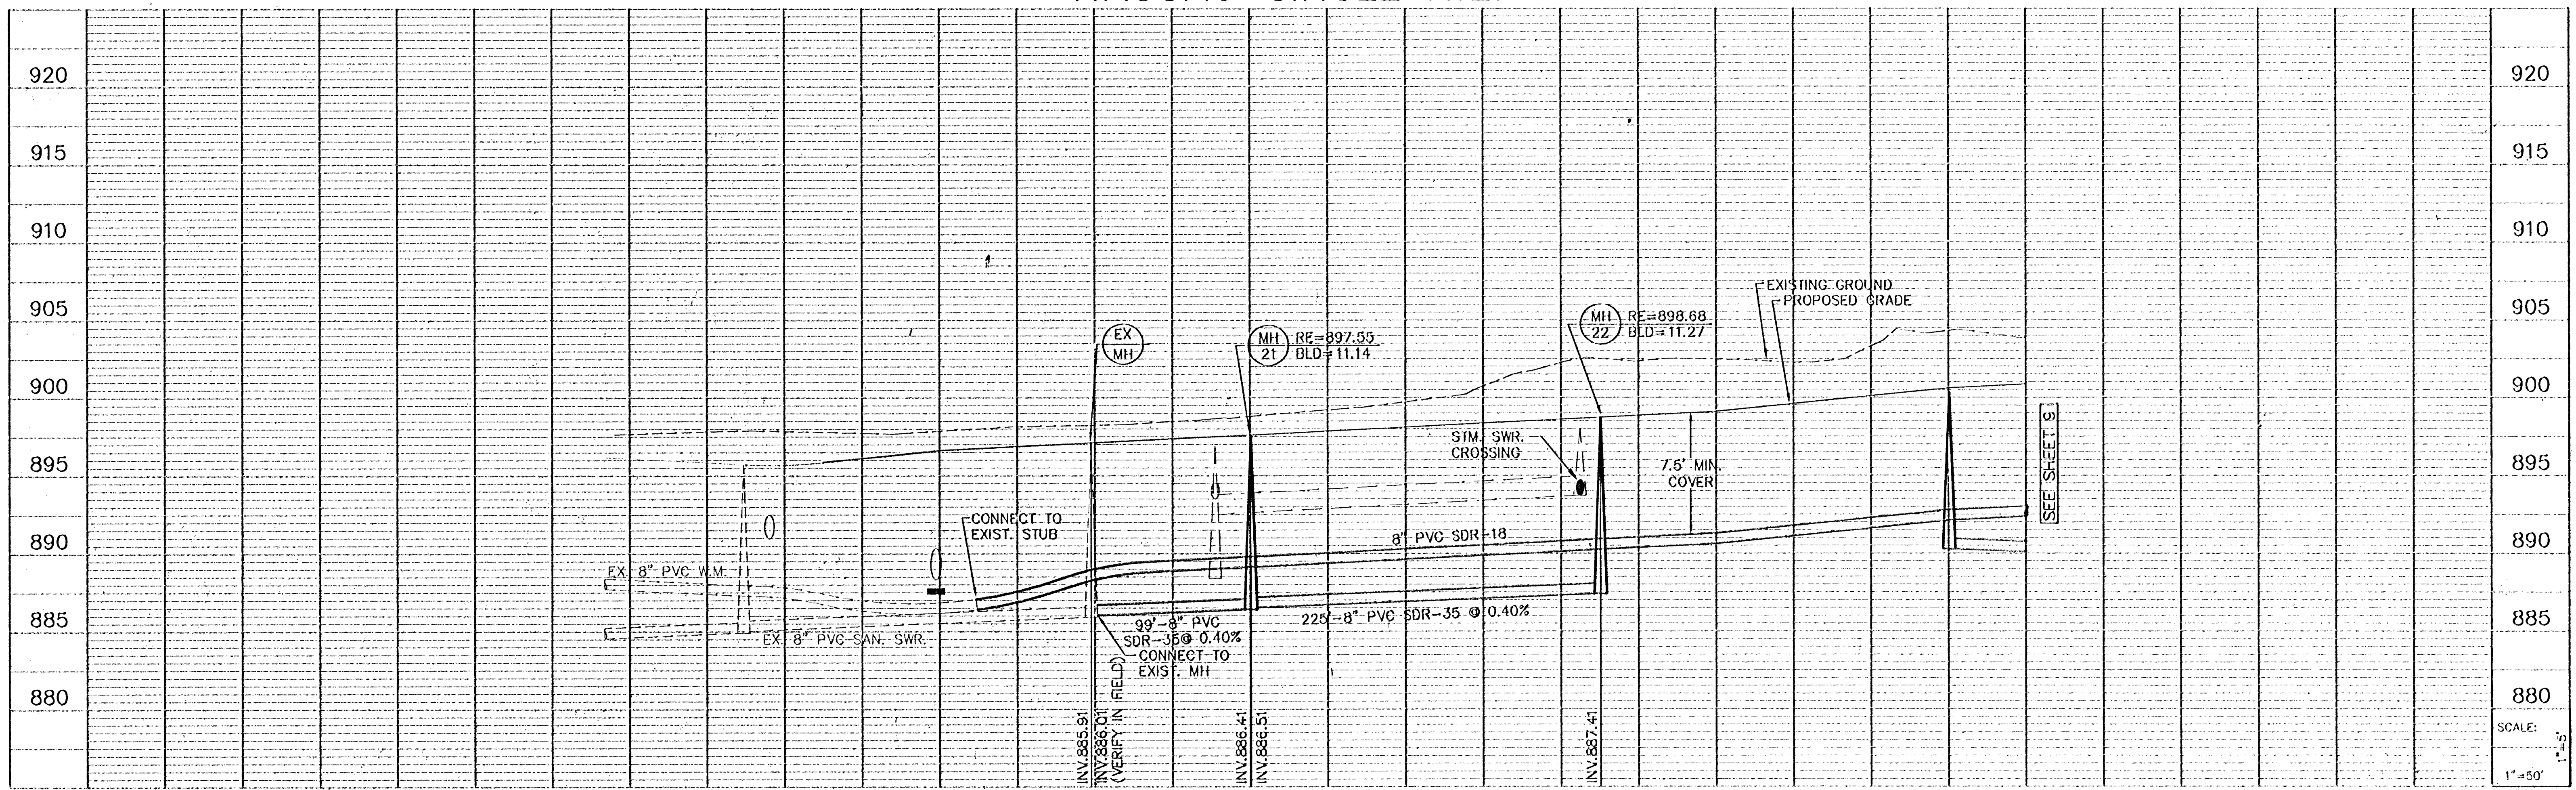 920
915
910
905
900
895
890
885
880
920
915
910
905
900
895
890
885
880
EXISTING GROUND
PROPOSED GRADE
EX
MH
MH
21
RE=897.55
BLD=11.14
MH
22
RE=898.68
BLD=11.27
STM. SWR.
CROSSING
7.5' MIN.
COVER
SEE SHEET 9
CONNECT TO
EXIST. STUB
8" PVC SDR-18
EX. 8" PVC W.M.
EX. 8" PVC SAN. SWR.
99'-8" PVC
SDR-35@ 0.40%
CONNECT TO
EXIST. MH
225'-8" PVC SDR-35 @ 0.40%
INV.885.91
INV.886.01
(VERIFY IN FIELD)
INV.886.41
INV.886.51
INV.887.41
SCALE:
1"=5'
1"=50'